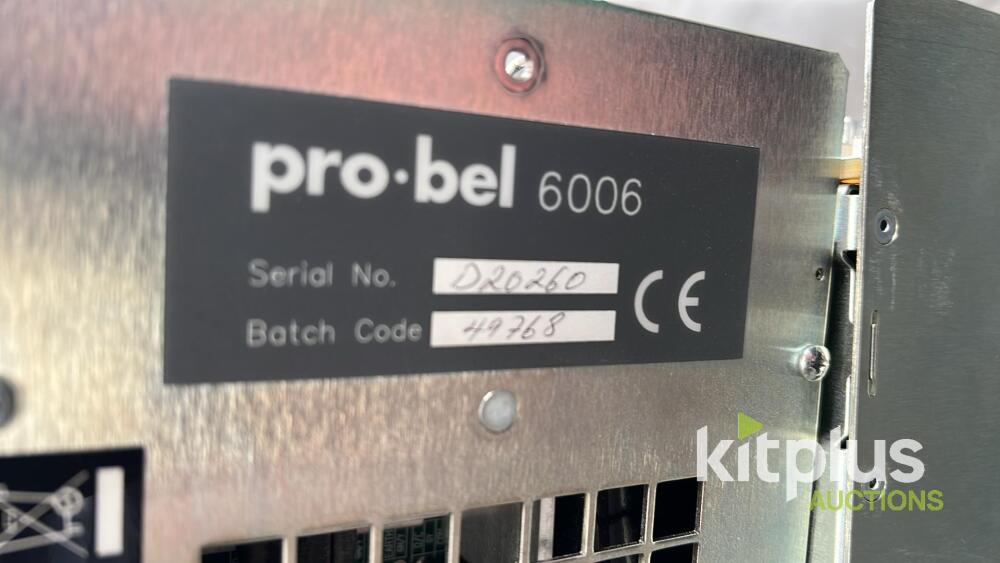 pro·bel 6006
Serial No. D20260
Batch Code 49768
CE
kitplus
AUCTIONS